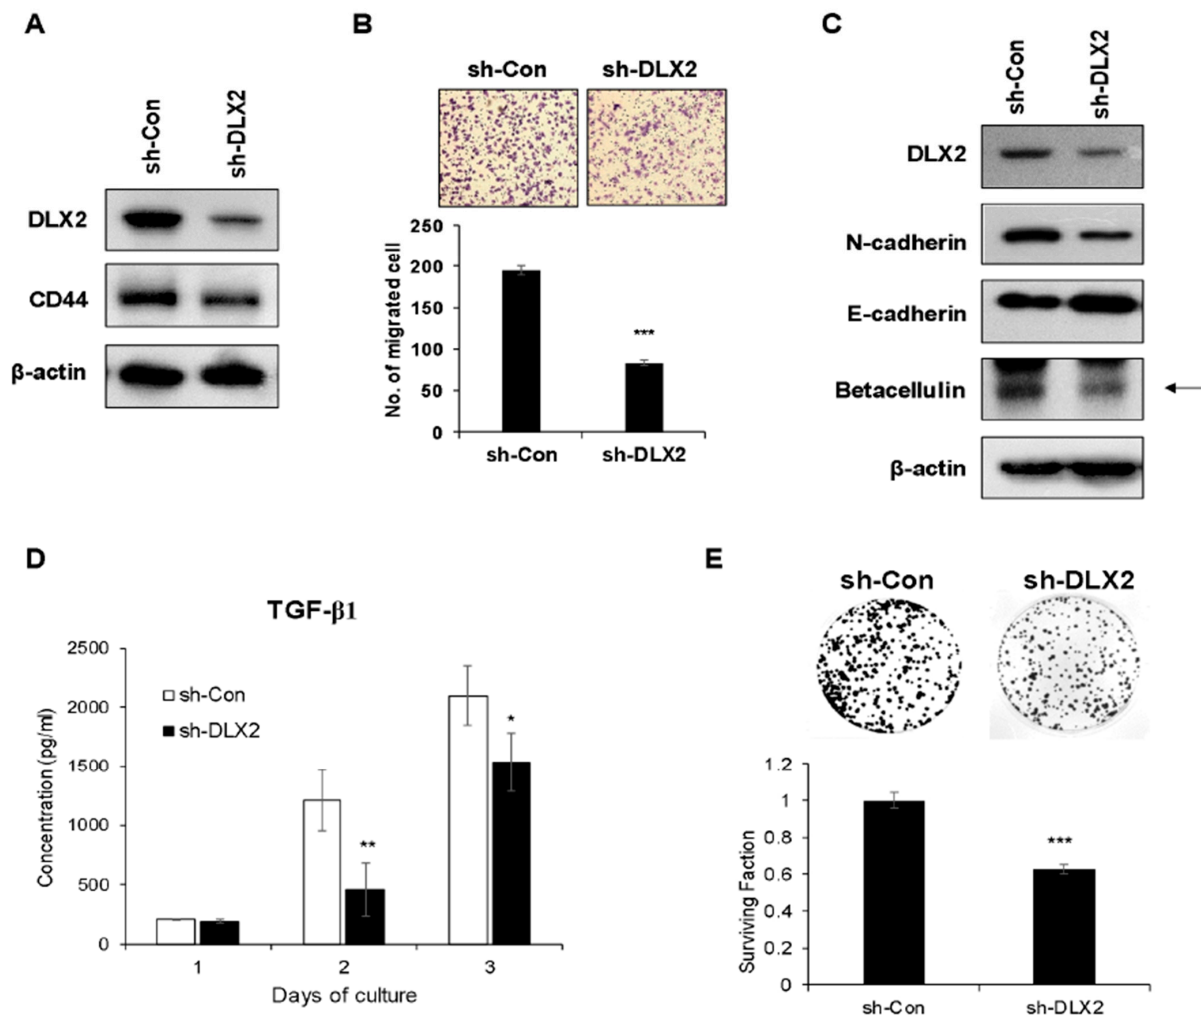 A
sh-Con
sh-DLX2
DLX2
CD44
β-actin
B
sh-Con
sh-DLX2
250
200
150
100
50
0
No. of migrated cell
***
sh-Con
sh-DLX2
C
sh-Con
sh-DLX2
DLX2
N-cadherin
E-cadherin
Betacellulin
β-actin
D
TGF-β1
2500
2000
1500
1000
500
0
Concentration (pg/ml)
sh-Con
sh-DLX2
**
*
1
2
3
Days of culture
E
sh-Con
sh-DLX2
1.2
1
0.8
0.6
0.4
0.2
0
Surviving Faction
***
sh-Con
sh-DLX2